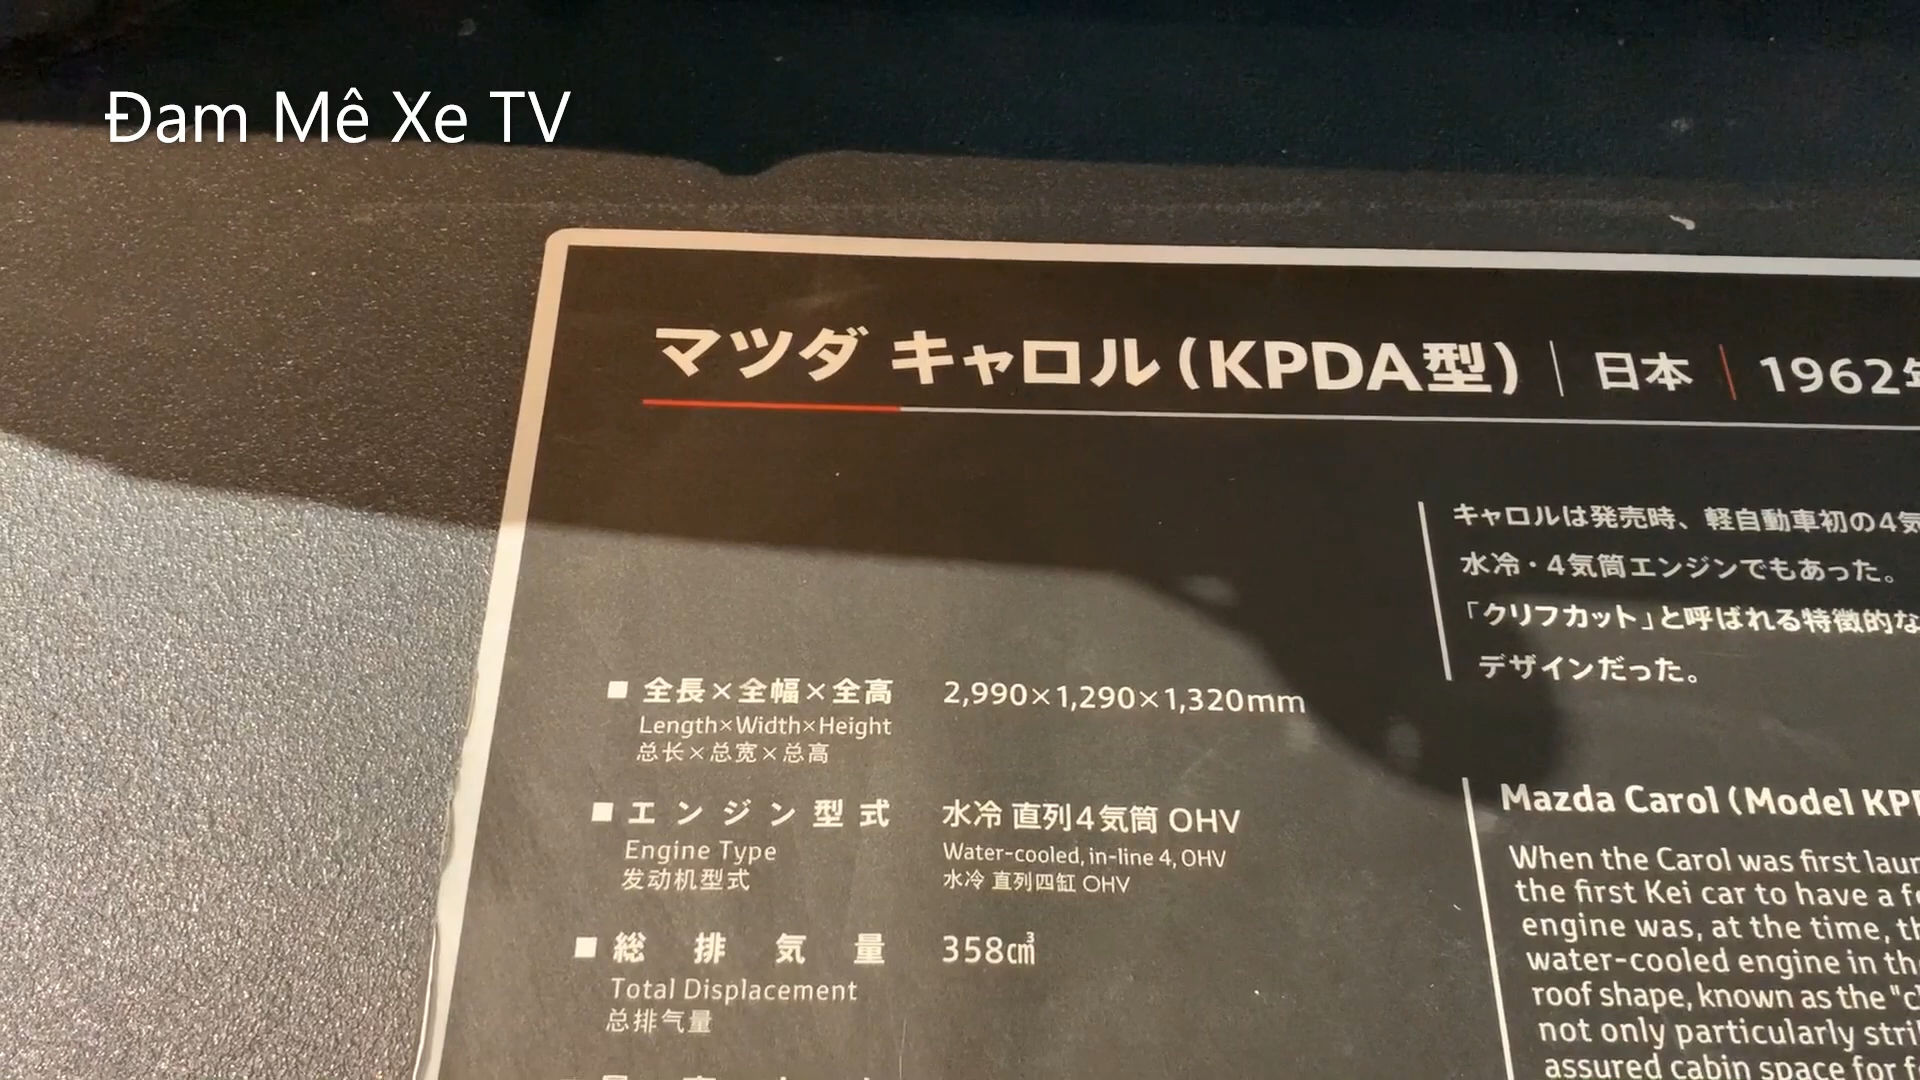 Đam Mê Xe TV
マツダ キャロル(KPDA型) | 日本 | 1962年
キャロルは発売時、軽自動車初の4気
水冷・4気筒エンジンでもあった。
「クリフカット」と呼ばれる特徴的な
デザインだった。
■ 全長×全幅×全高 2,990×1,290×1,320mm
Length×Width×Height
总长×总宽×总高
■ エンジン型式 水冷 直列4気筒 OHV
Engine Type Water-cooled, in-line 4, OHV
发动机型式 水冷 直列四缸 OHV
■ 総排気量 358㎤
Total Displacement
总排气量
Mazda Carol (Model KP
When the Carol was first
the first Kei car to have a
engine was, at the time,
water-cooled engine in
roof shape, known as the
not only particularly
assured cabin space for